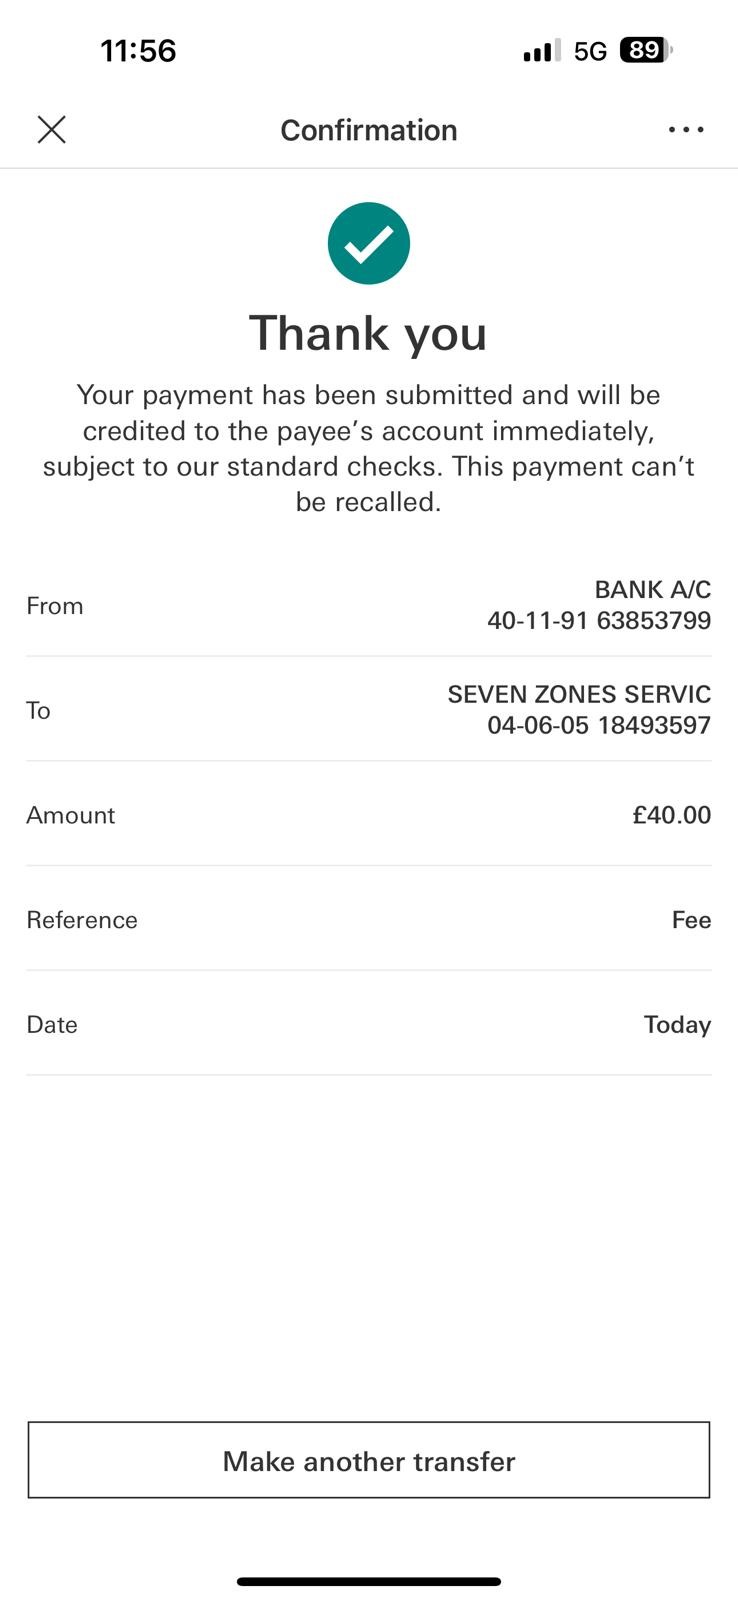 11:56 5G 89
Confirmation
Thank you
Your payment has been submitted and will be
credited to the payee’s account immediately,
subject to our standard checks. This payment can’t
be recalled.
From
BANK A/C
40-11-91 63853799
To
SEVEN ZONES SERVIC
04-06-05 18493597
Amount
£40.00
Reference
Fee
Date
Today
Make another transfer